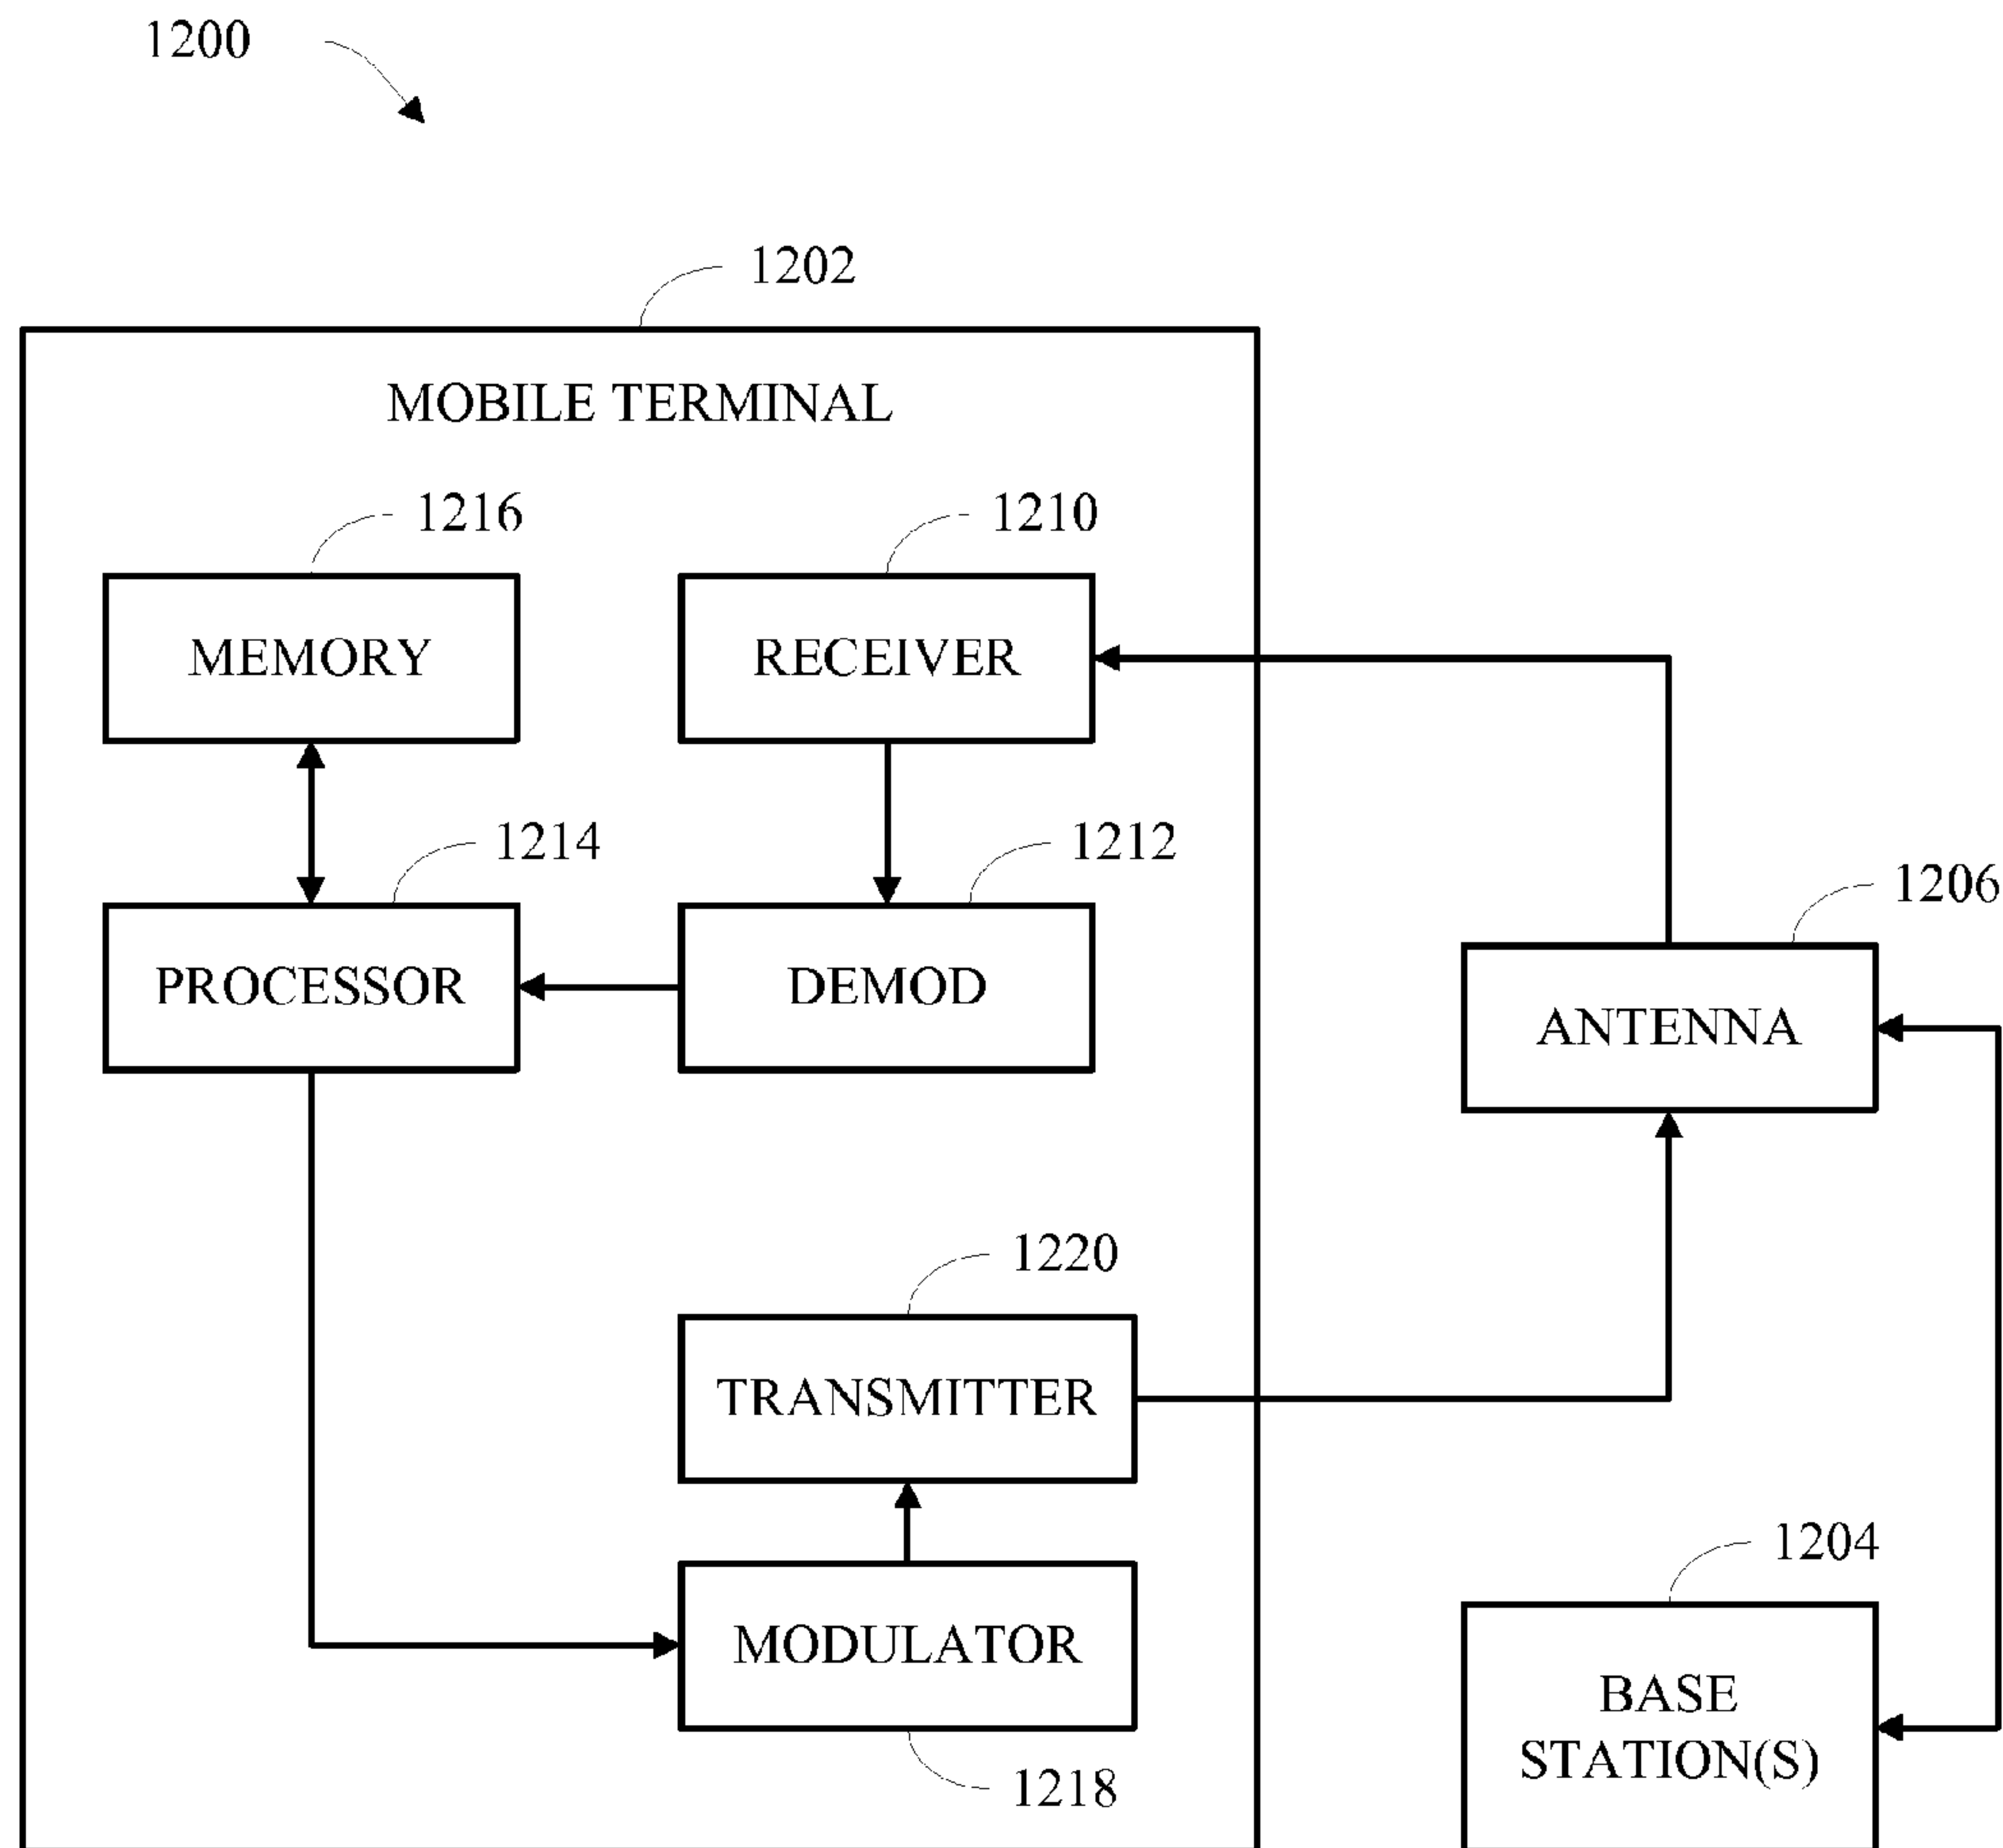 1200
1202
MOBILE TERMINAL
1216
1210
MEMORY
RECEIVER
1214
1212
1206
PROCESSOR
DEMOD
ANTENNA
1220
TRANSMITTER
1204
MODULATOR
BASE
STATION(S)
1218